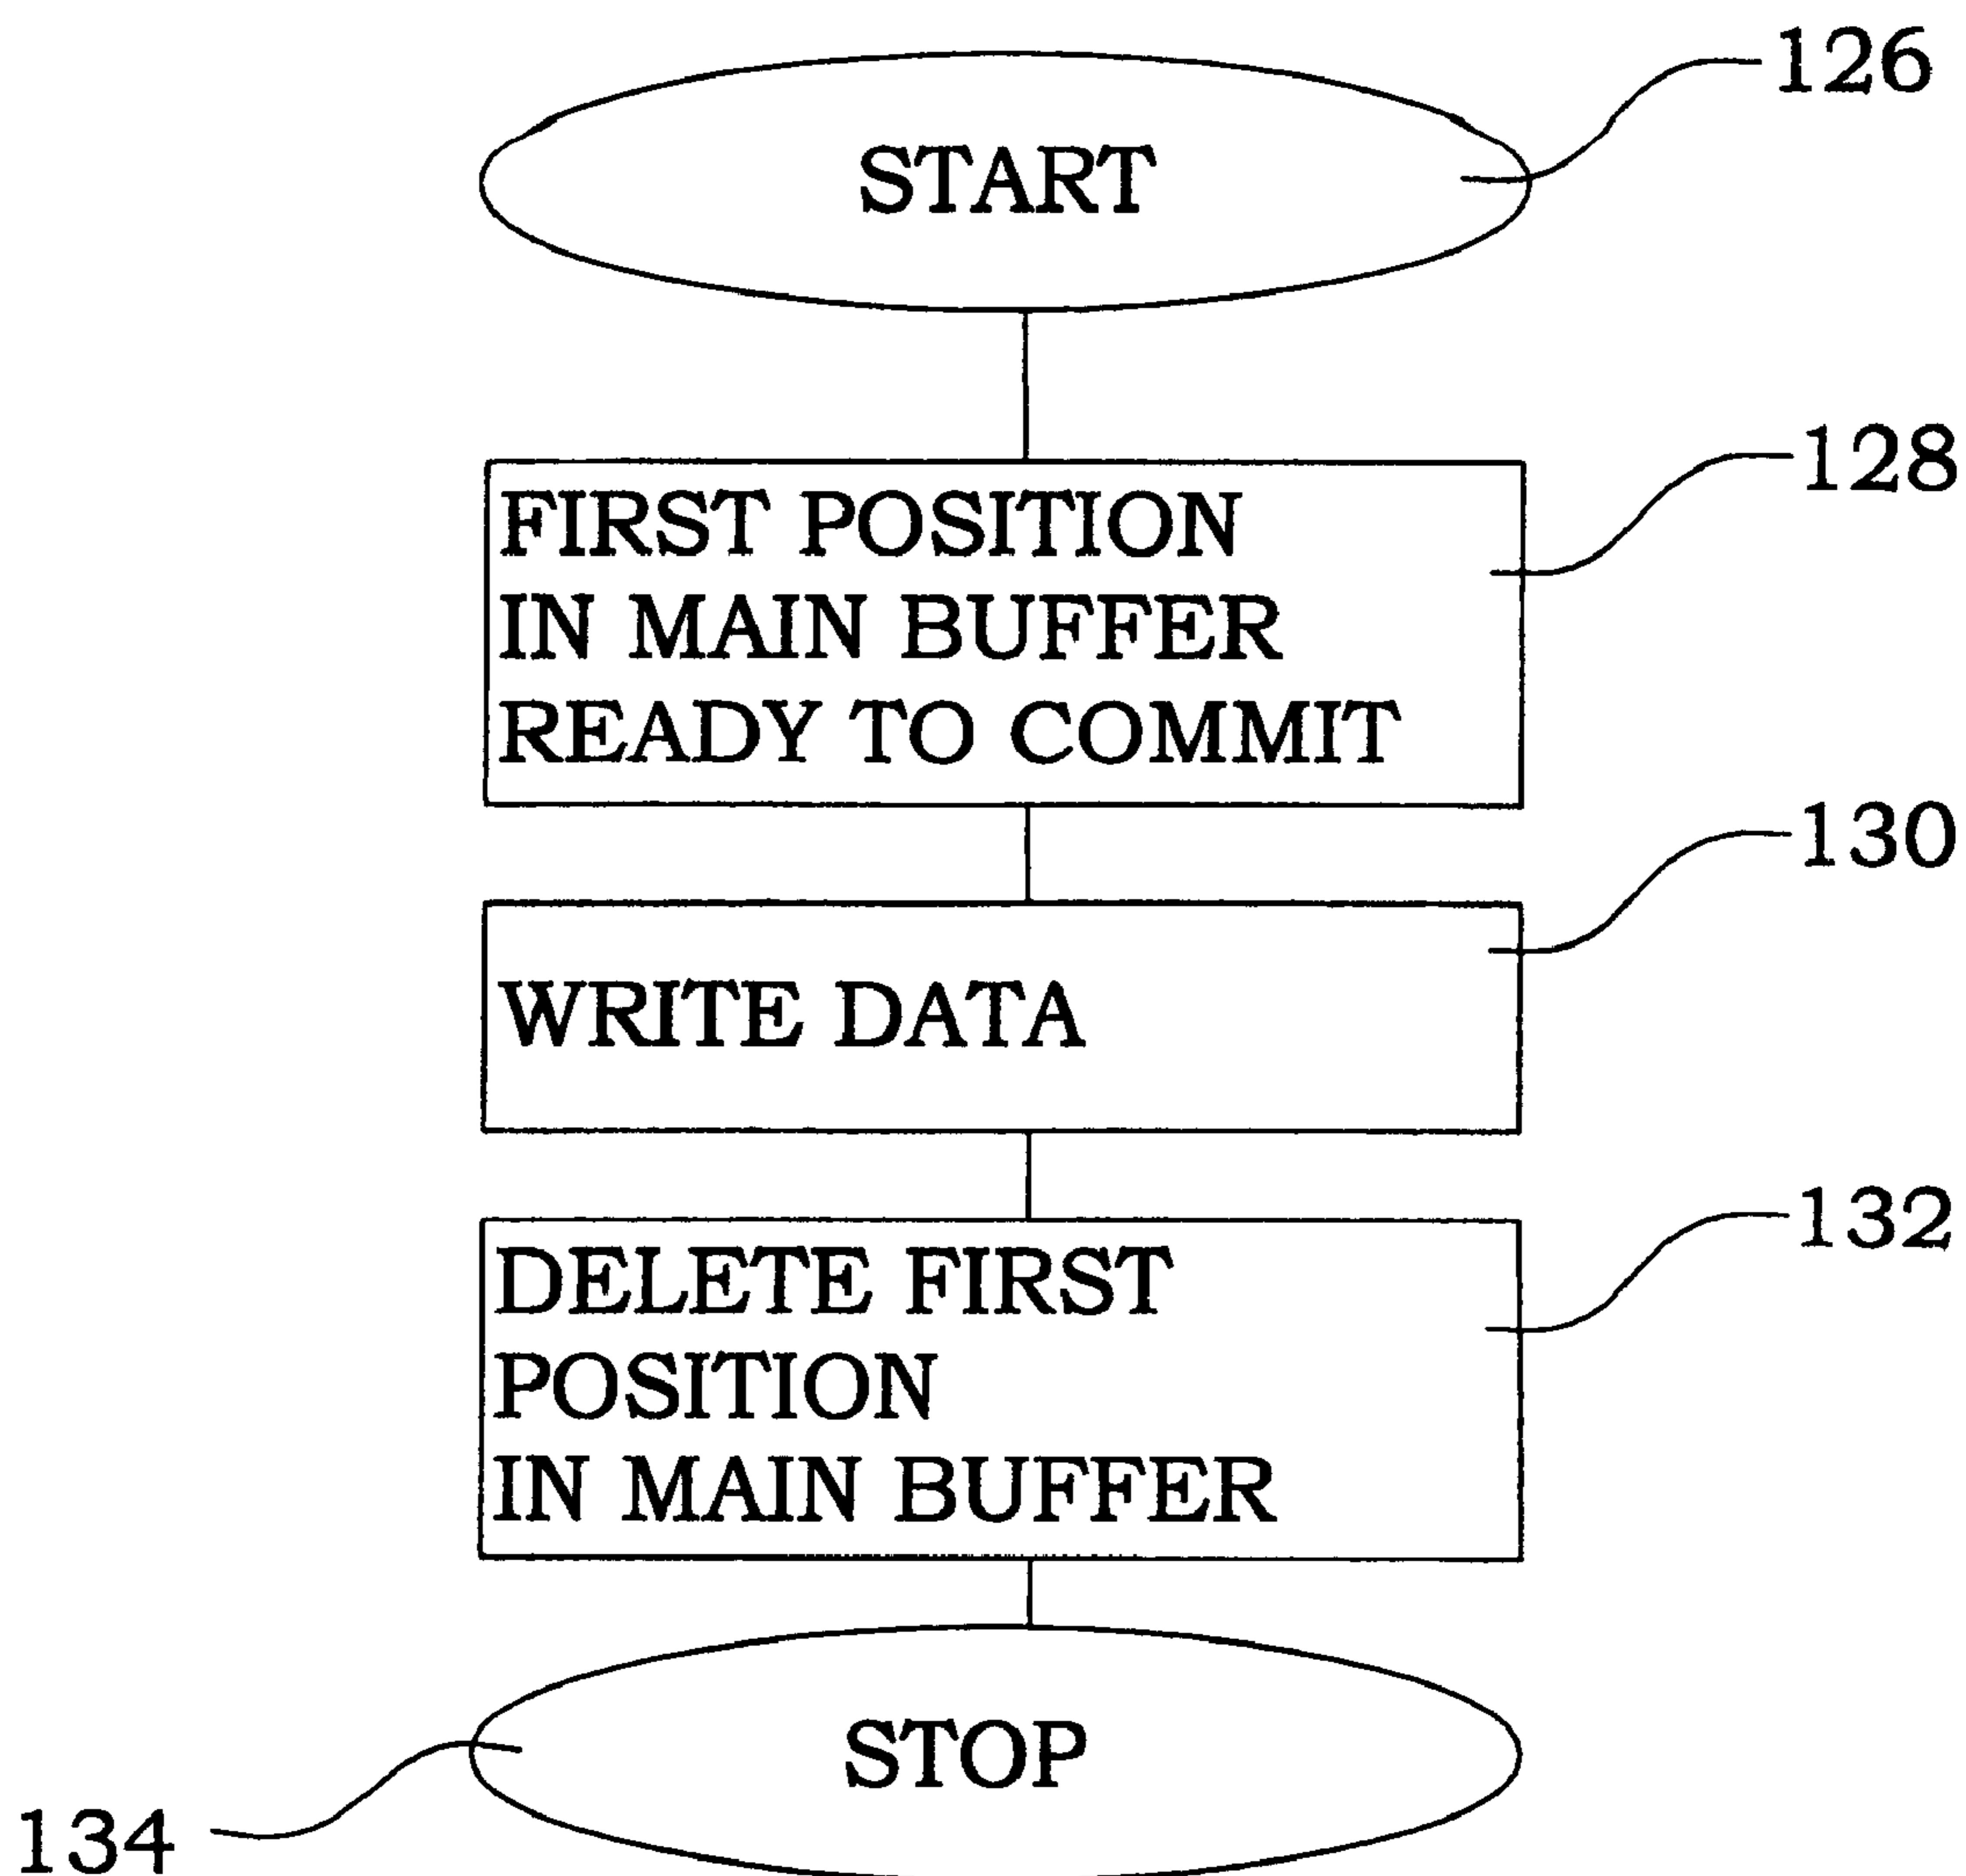 126
START
128
FIRST POSITION
IN MAIN BUFFER
READY TO COMMIT
130
WRITE DATA
132
DELETE FIRST
POSITION
IN MAIN BUFFER
STOP
134